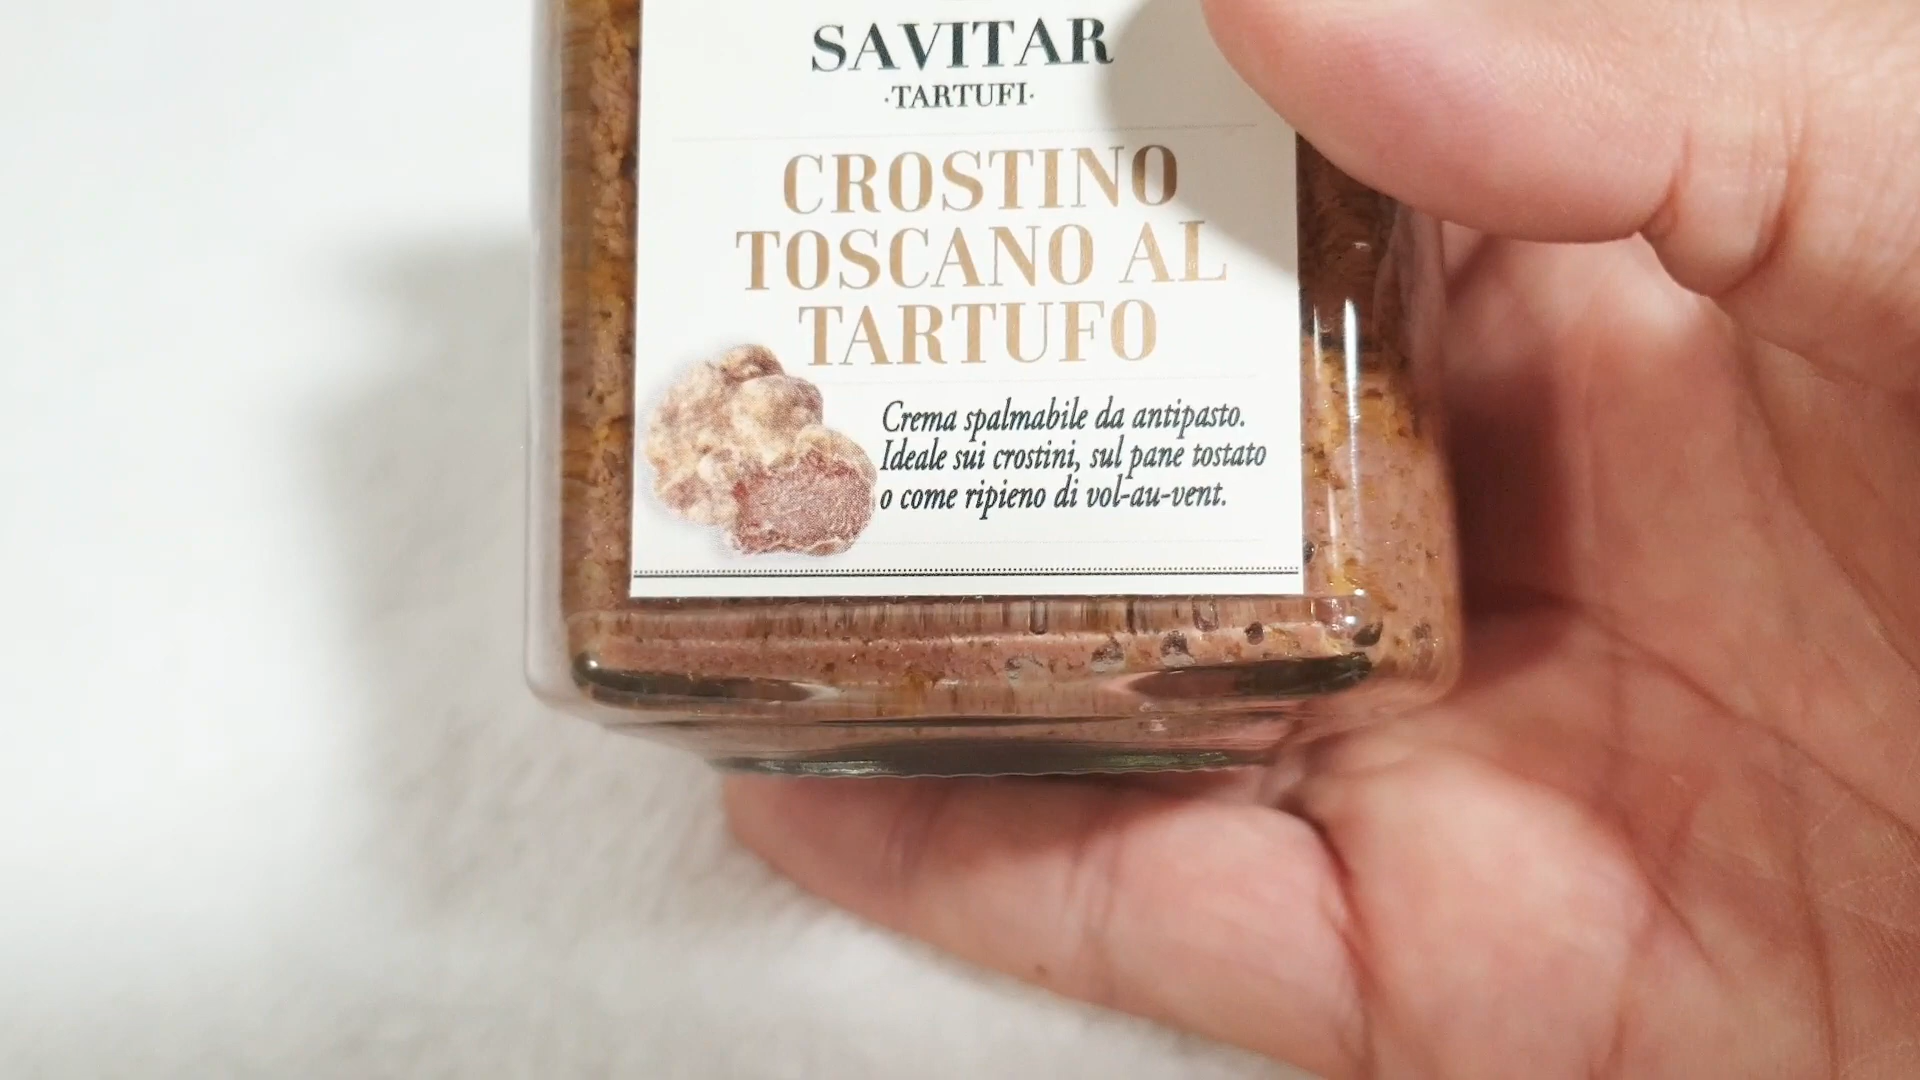 SAVITAR
·TARTUFI·
CROSTINO
TOSCANO AL
TARTUFO
Crema spalmabile da antipasto.
Ideale sui crostini, sul pane tostato
o come ripieno di vol-au-vent.